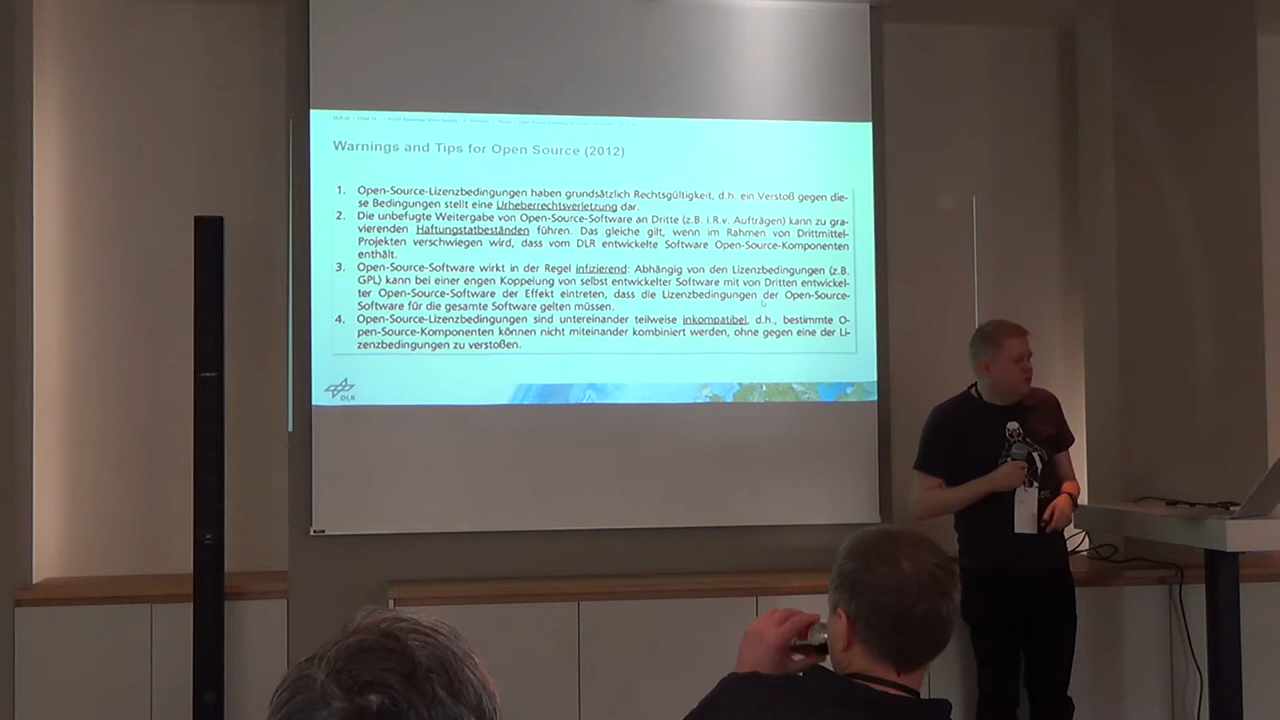 Warnings and Tips for Open Source (2012)
1. Open-Source-Lizenzbedingungen haben grundsätzlich Rechtsgültigkeit, d.h. ein Verstoß gegen die-
se Bedingungen stellt eine Urheberrechtsverletzung dar.
2. Die unbefugte Weitergabe von Open-Source-Software an Dritte (z.B. i.R.v. Aufträgen) kann zu gra-
vierenden Haftungstatbeständen führen. Das gleiche gilt, wenn im Rahmen von Drittmittel-
Projekten verschwiegen wird, dass vom DLR entwickelte Software Open-Source-Komponenten
enthält.
3. Open-Source-Software wirkt in der Regel infizierend: Abhängig von den Lizenzbedingungen (z.B.
GPL) kann bei einer engen Koppelung von selbst entwickelter Software mit von Dritten entwickel-
ter Open-Source-Software der Effekt eintreten, dass die Lizenzbedingungen der Open-Source-
Software für die gesamte Software gelten müssen.
4. Open-Source-Lizenzbedingungen sind untereinander teilweise inkompatibel, d.h., bestimmte O-
pen-Source-Komponenten können nicht miteinander kombiniert werden, ohne gegen eine der Li-
zenzbedingungen zu verstoßen.
DLR